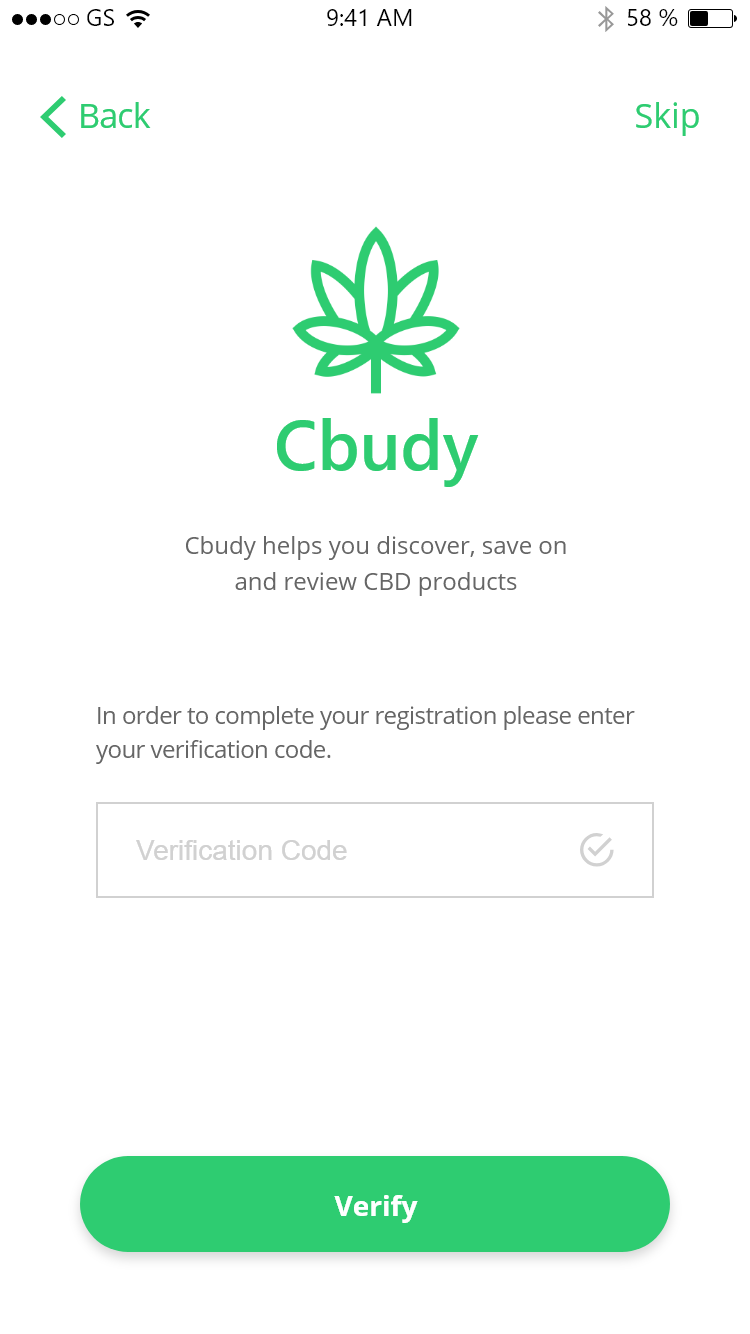 GS 9:41 AM 58 %
Back Skip
Cbudy
Cbudy helps you discover, save on
and review CBD products
In order to complete your registration please enter
your verification code.
Verification Code
Verify